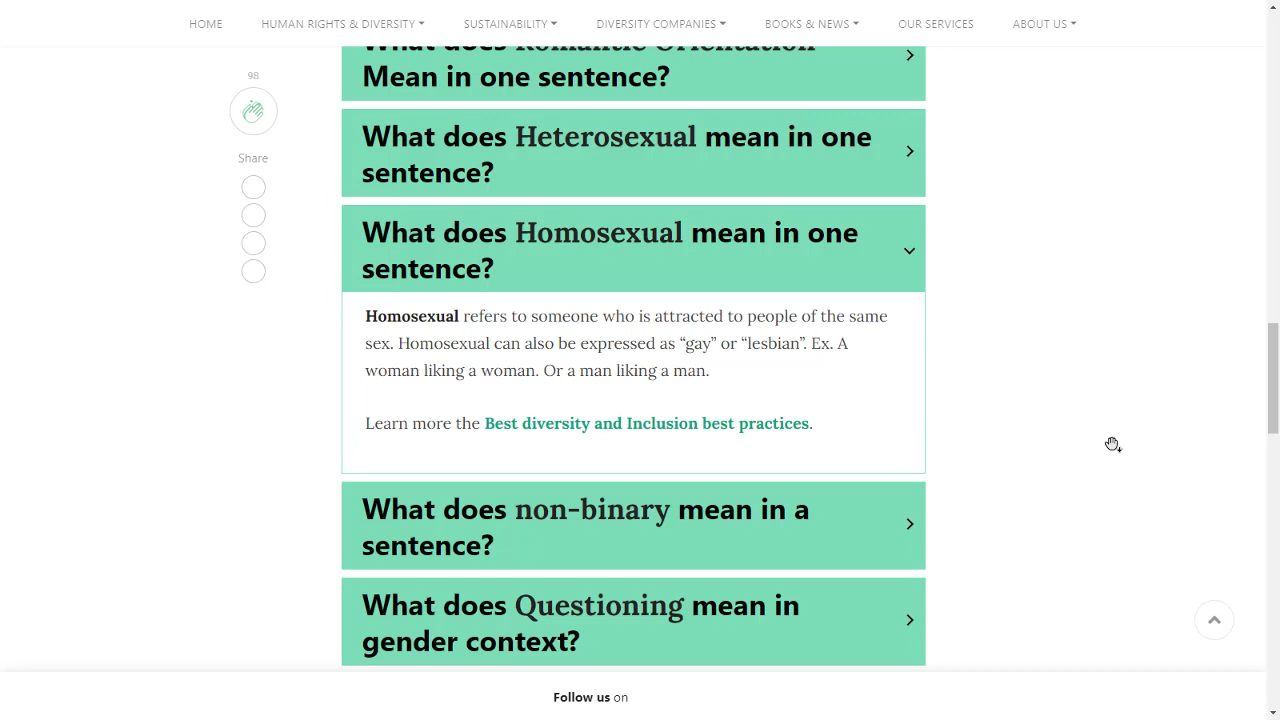 HOME HUMAN RIGHTS & DIVERSITY SUSTAINABILITY DIVERSITY COMPANIES BOOKS & NEWS OUR SERVICES ABOUT US
What does Romantic Orientation
Mean in one sentence?
98
Share
What does Heterosexual mean in one
sentence?
What does Homosexual mean in one
sentence?
Homosexual refers to someone who is attracted to people of the same
sex. Homosexual can also be expressed as “gay” or “lesbian”. Ex. A
woman liking a woman. Or a man liking a man.
Learn more the Best diversity and Inclusion best practices.
What does non-binary mean in a
sentence?
What does Questioning mean in
gender context?
Follow us on